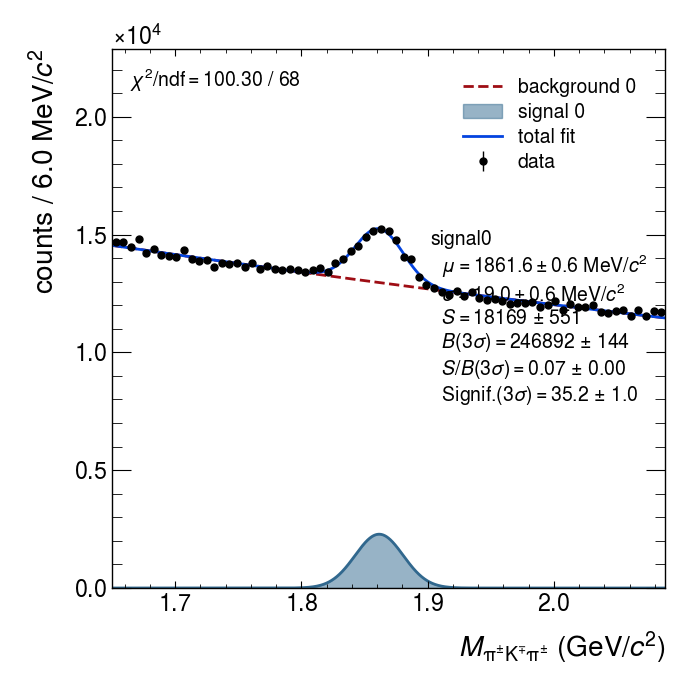 ×10⁴
counts / 6.0 MeV/c²
χ²/ndf = 100.30 / 68
background 0
signal 0
total fit
data
signal0
μ = 1861.6 ± 0.6 MeV/c²
σ = 19.0 ± 0.6 MeV/c²
S = 18169 ± 551
B(3σ) = 246892 ± 144
S/B(3σ) = 0.07 ± 0.00
Signif.(3σ) = 35.2 ± 1.0
2.0
1.5
1.0
0.5
0.0
1.7 1.8 1.9 2.0
M_π±K∓π± (GeV/c²)